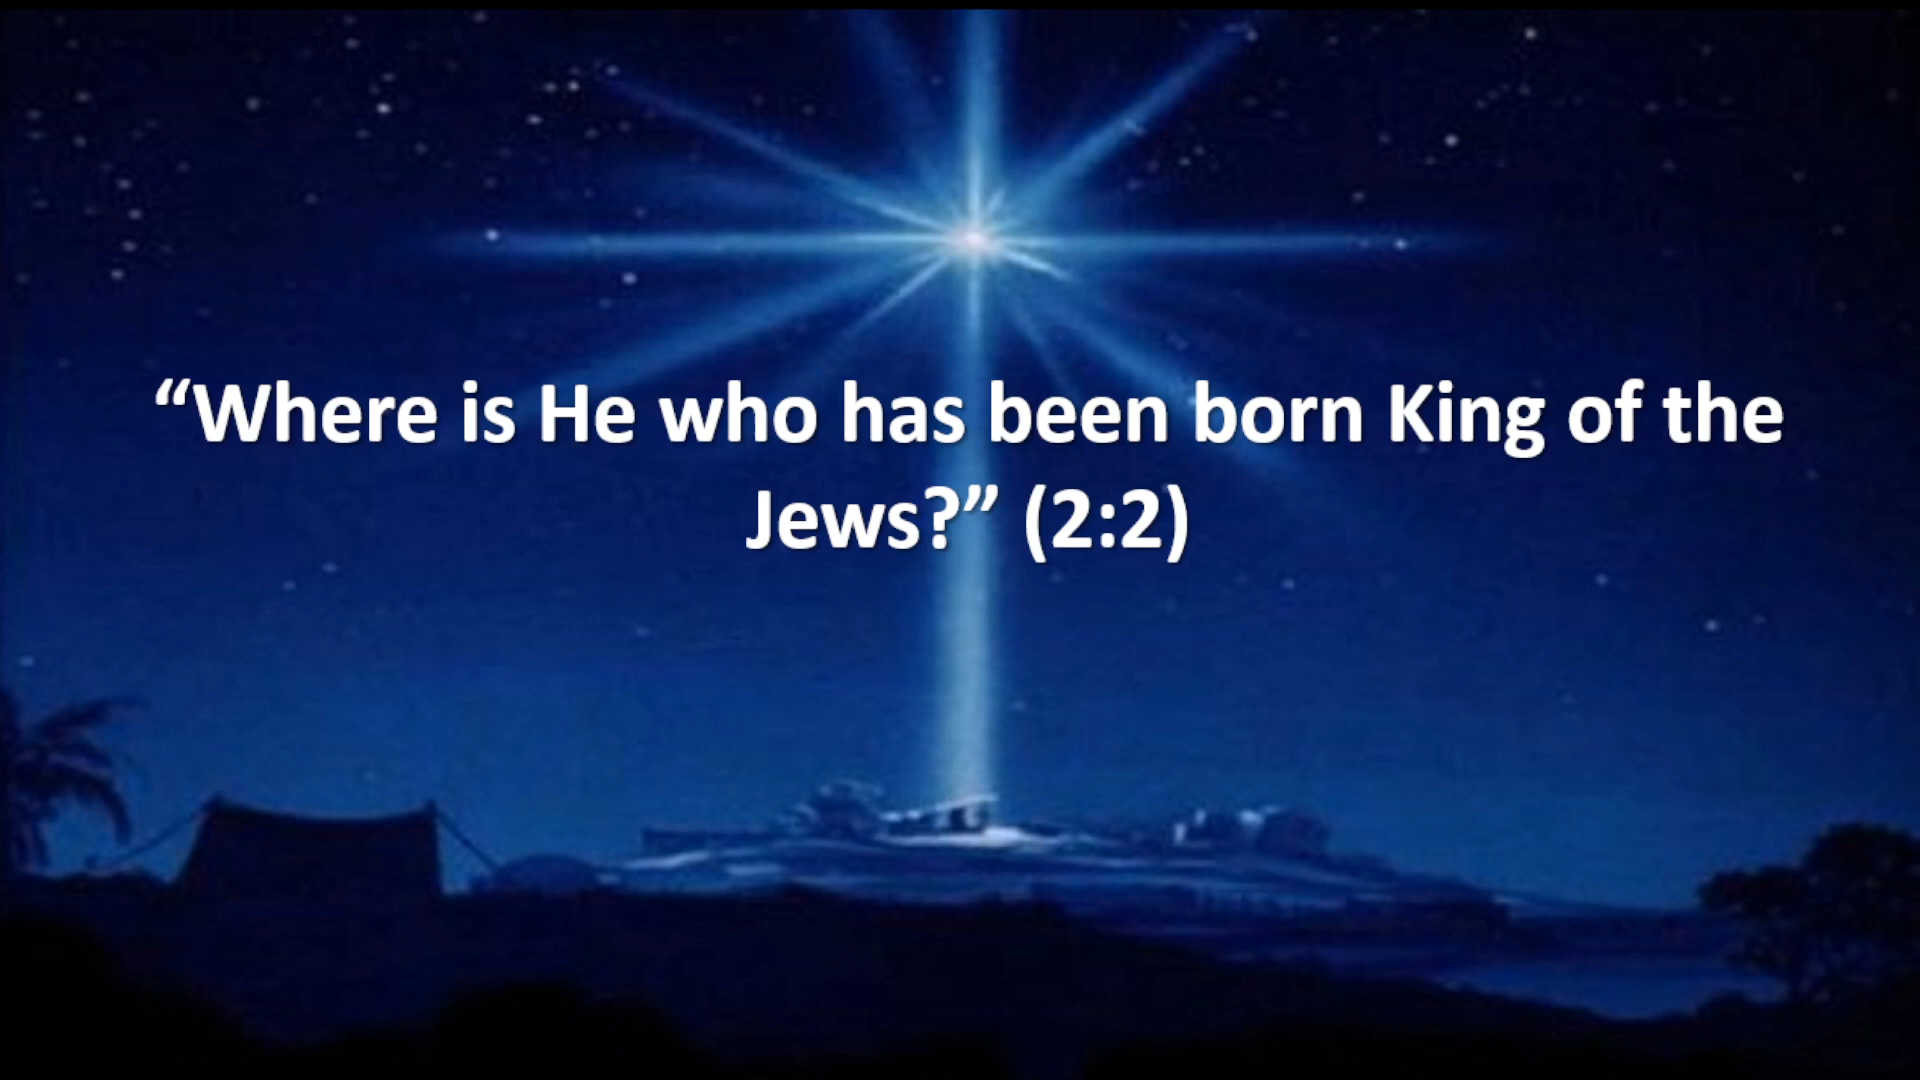 “Where is He who has been born King of the
Jews?” (2:2)